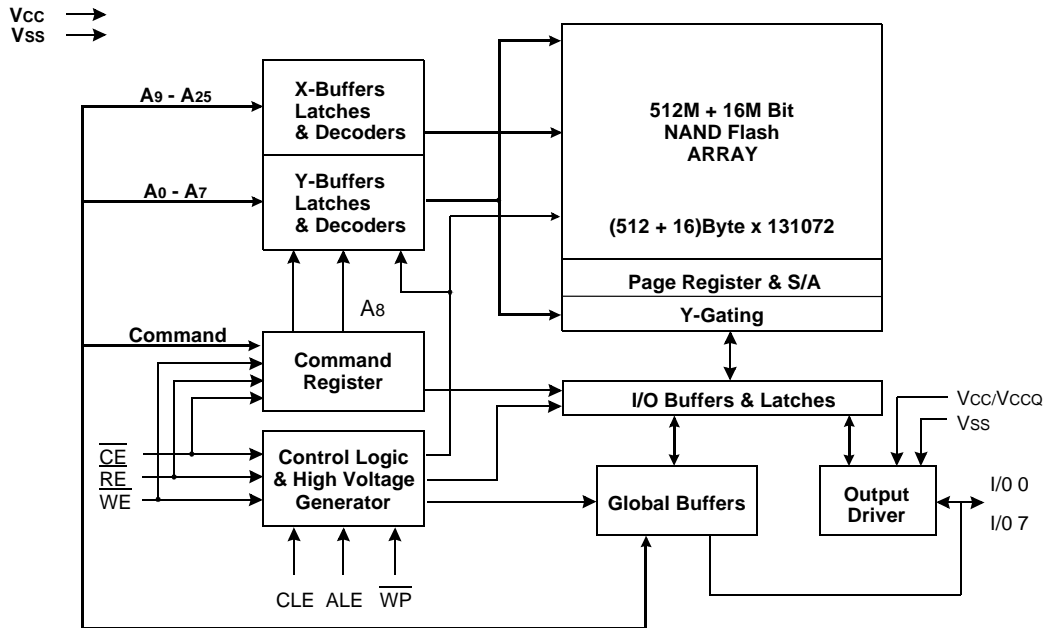 VCC
VSS
A9 - A25
X-Buffers
Latches
& Decoders
512M + 16M Bit
NAND Flash
ARRAY
A0 - A7
Y-Buffers
Latches
& Decoders
(512 + 16)Byte x 131072
Page Register & S/A
Y-Gating
A8
Command
Command
Register
I/O Buffers & Latches
VCC/VCCQ
VSS
CE
RE
WE
Control Logic
& High Voltage
Generator
Global Buffers
Output
Driver
I/0 0
I/0 7
CLE ALE WP